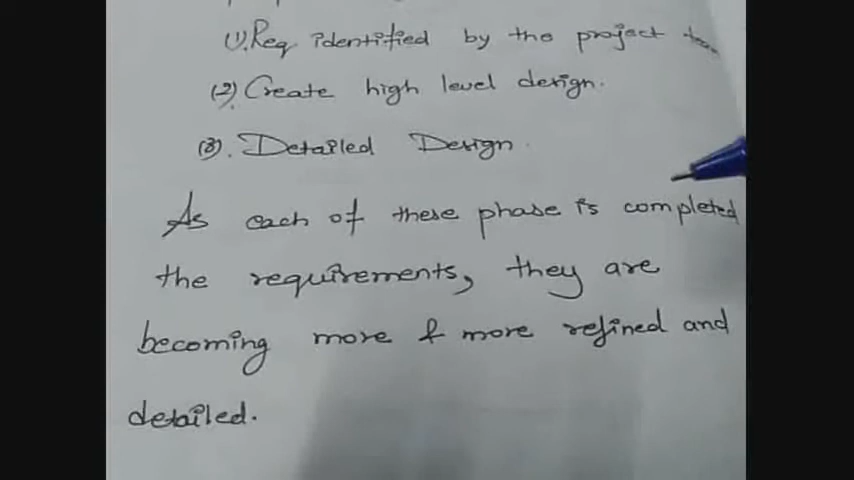 (1). Req identified by the project
(2). Create high level design.
(3). Detailed Design.
As each of these phase is completed
the requirements, they are
becoming more & more refined and
detailed.